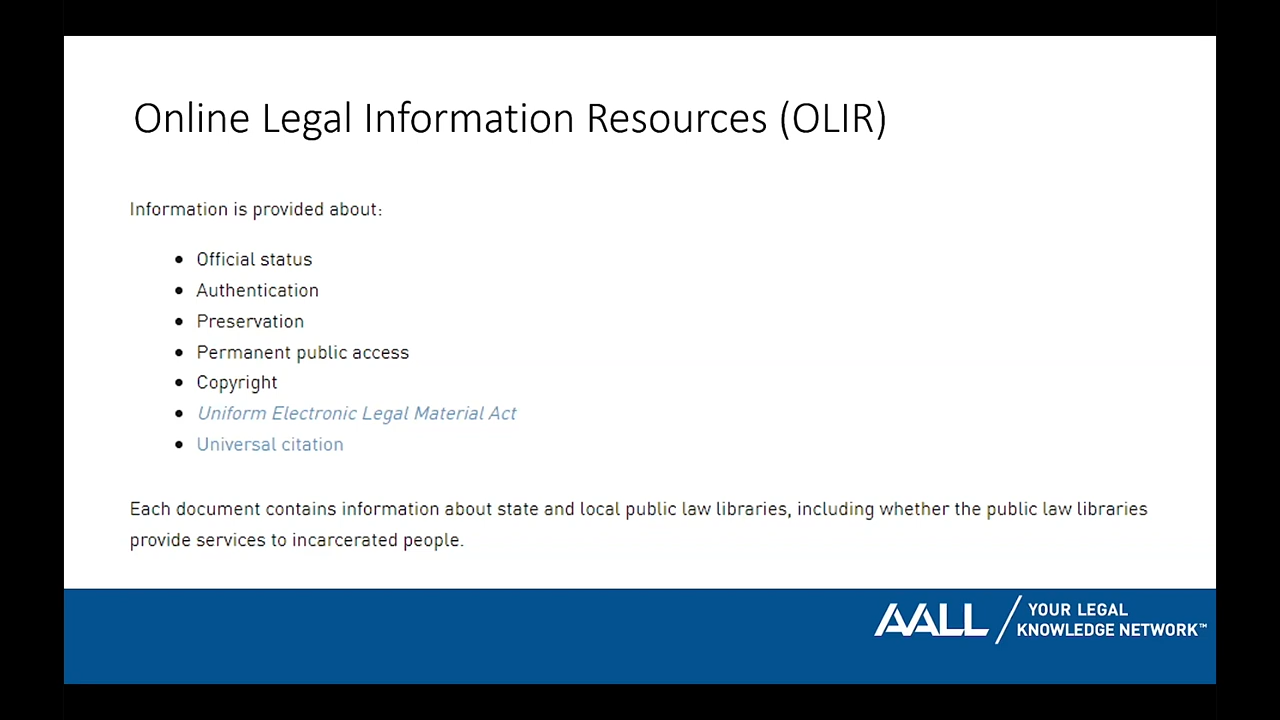 Online Legal Information Resources (OLIR)
Information is provided about:
• Official status
• Authentication
• Preservation
• Permanent public access
• Copyright
• Uniform Electronic Legal Material Act
• Universal citation
Each document contains information about state and local public law libraries, including whether the public law libraries
provide services to incarcerated people.
AALL
YOUR LEGAL
KNOWLEDGE NETWORK™